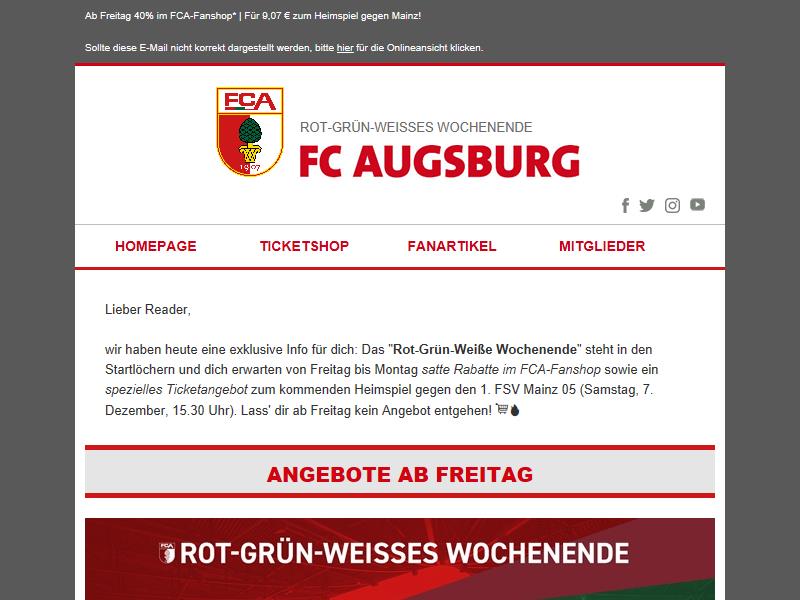 Ab Freitag 40% im FCA-Fanshop* | Für 9,07 € zum Heimspiel gegen Mainz!
Sollte diese E-Mail nicht korrekt dargestellt werden, bitte hier für die Onlineansicht klicken.
FCA
1907
ROT-GRÜN-WEISSES WOCHENENDE
FC AUGSBURG
HOMEPAGE TICKETSHOP FANARTIKEL MITGLIEDER
Lieber Reader,
wir haben heute eine exklusive Info für dich: Das "Rot-Grün-Weiße Wochenende" steht in den
Startlöchern und dich erwarten von Freitag bis Montag satte Rabatte im FCA-Fanshop sowie ein
spezielles Ticketangebot zum kommenden Heimspiel gegen den 1. FSV Mainz 05 (Samstag, 7.
Dezember, 15.30 Uhr). Lass' dir ab Freitag kein Angebot entgehen!
ANGEBOTE AB FREITAG
FCA ROT-GRÜN-WEISSES WOCHENENDE